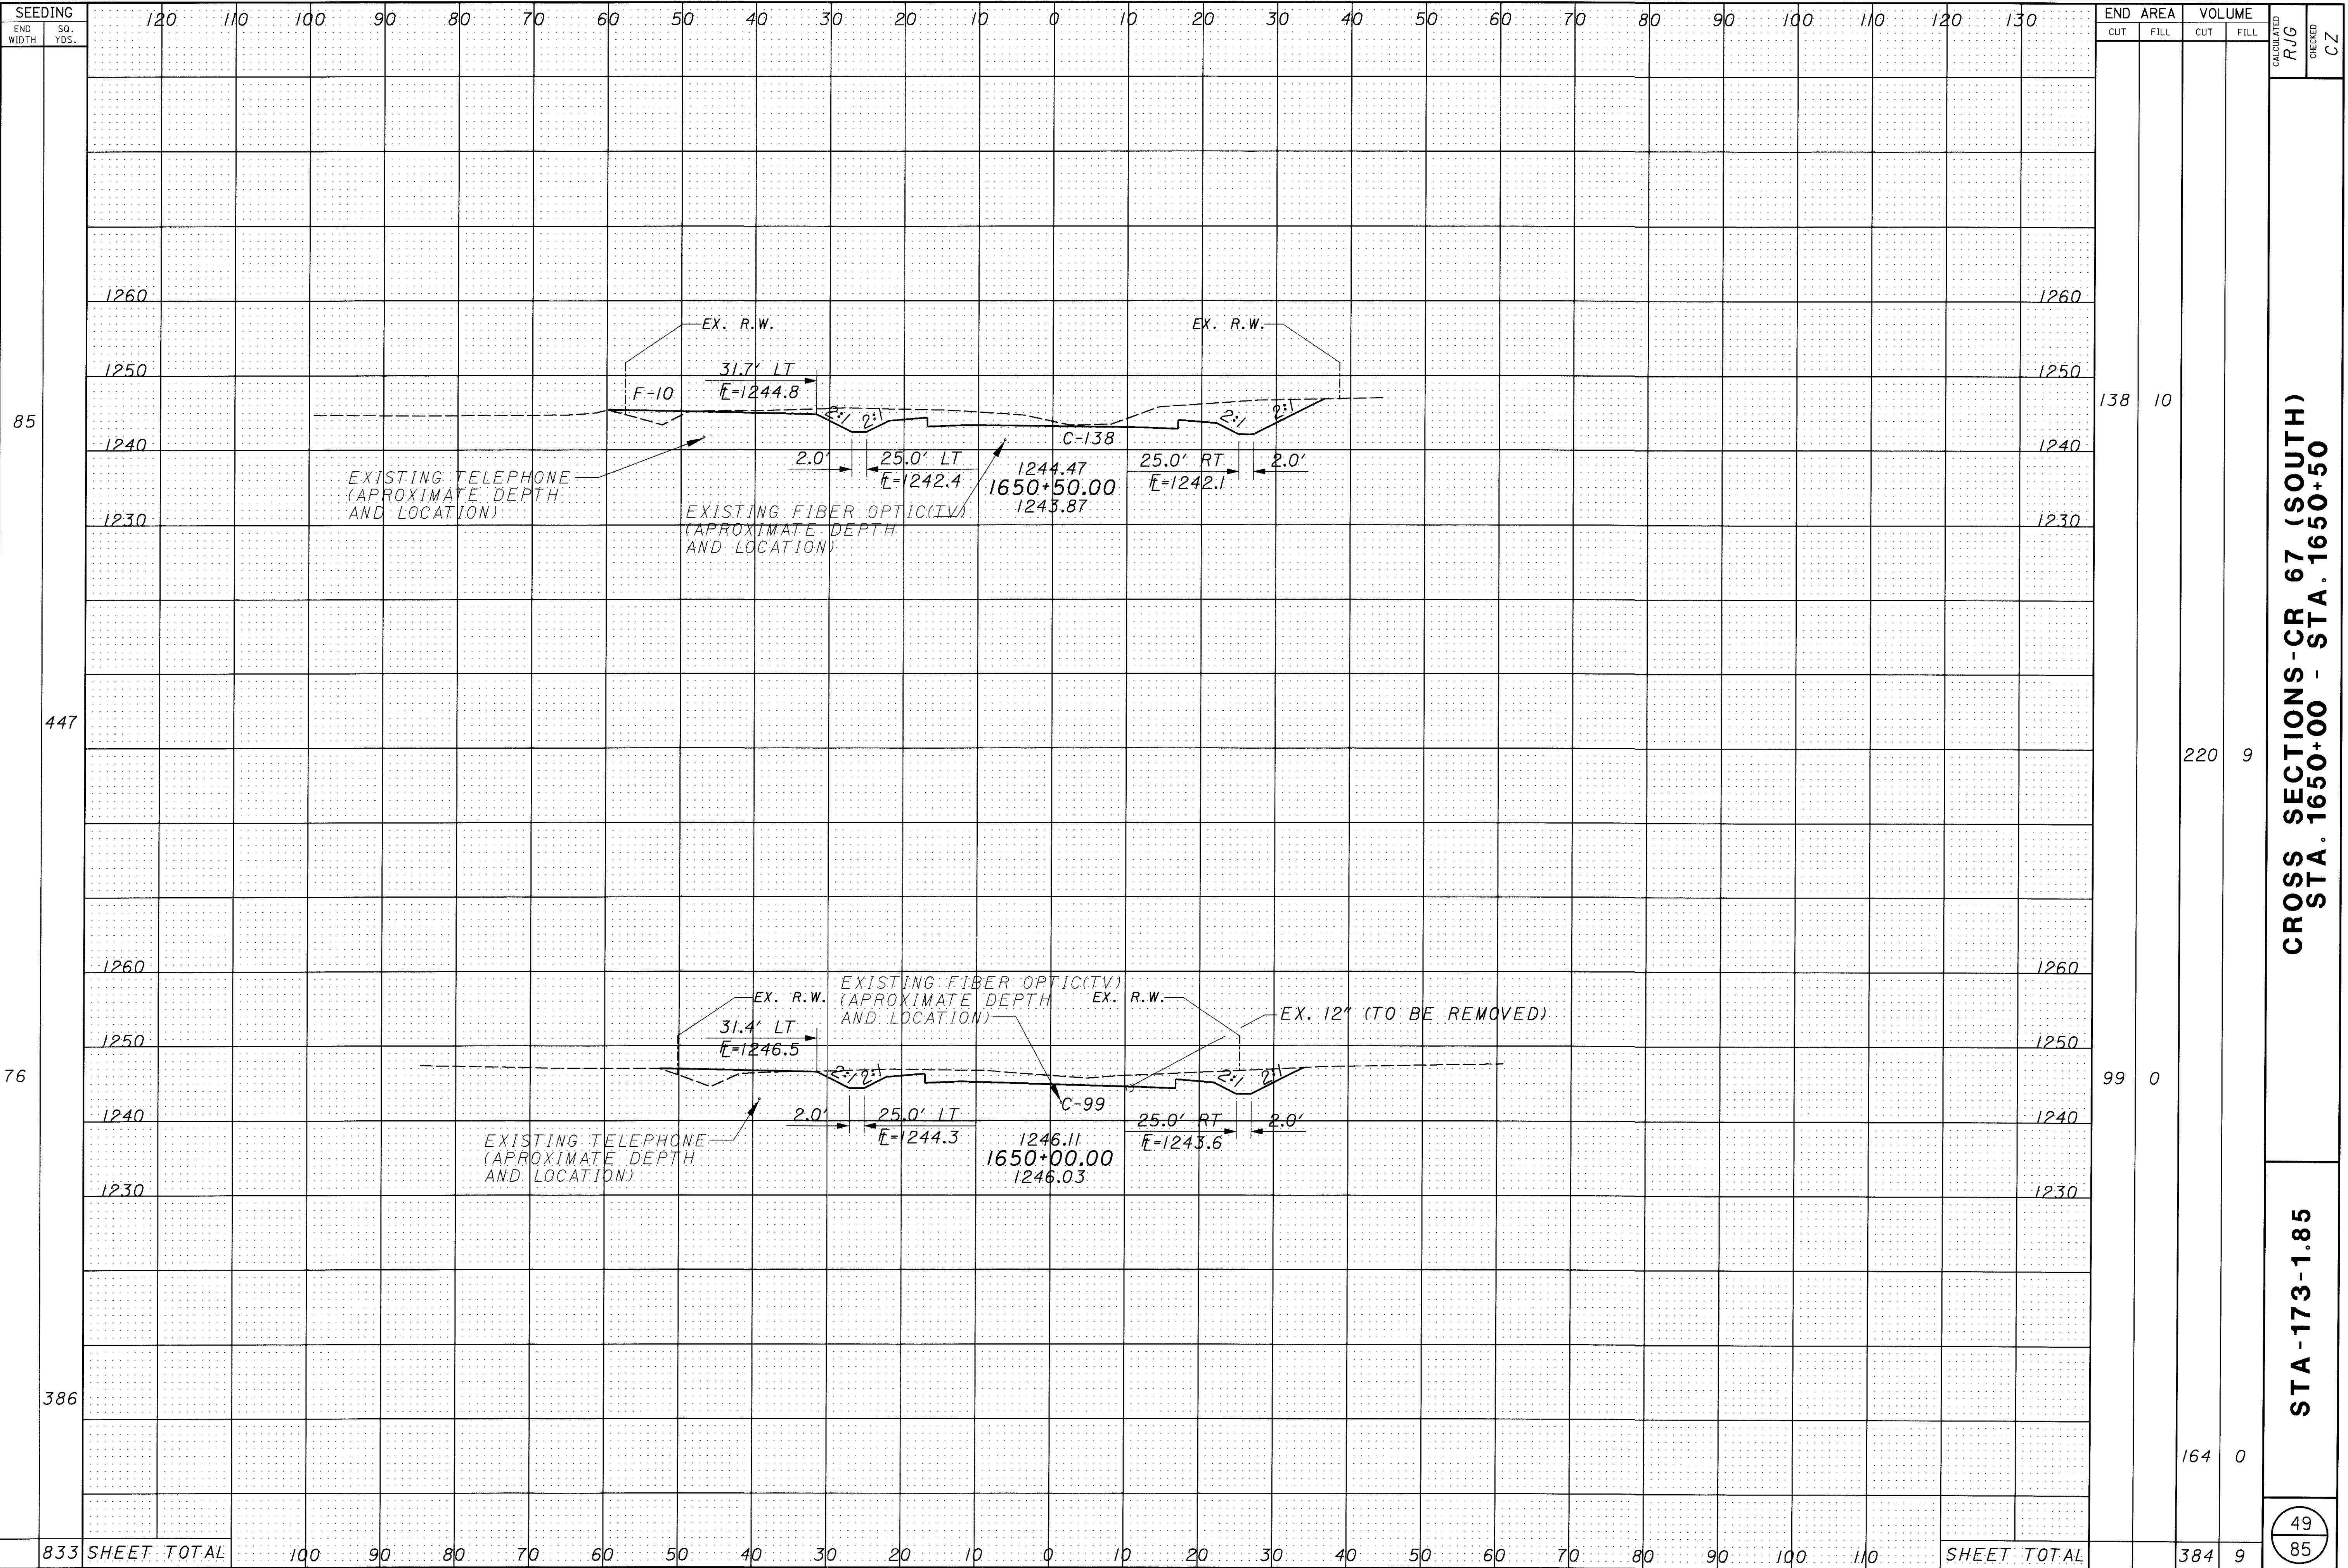 SEEDING
END WIDTH
SQ. YDS.
120 110 100 90 80 70 60 50 40 30 20 10 0 10 20 30 40 50 60 70 80 90 100 110 120 130
END AREA
VOLUME
CUT FILL CUT FILL
CALCULATED
RJG
CHECKED
CZ
1260 1260
EX. R.W. EX. R.W.
1250 1250
31.7' LT
F-10
FL=1244.8
2:1 2:1 2:1 2:1
85
138 10
1240 1240
C-138
2.0' 25.0' LT
FL=1242.4
1244.47
1650+50.00
1243.87
25.0' RT 2.0'
FL=1242.1
EXISTING TELEPHONE
(APROXIMATE DEPTH
AND LOCATION)
EXISTING FIBER OPTIC(TV)
(APROXIMATE DEPTH
AND LOCATION)
1230 1230
447
220 9
1260 1260
EXISTING FIBER OPTIC(TV)
(APROXIMATE DEPTH
AND LOCATION)
EX. R.W. EX. R.W.
EX. 12" (TO BE REMOVED)
31.4' LT
FL=1246.5
1250 1250
2:1 2:1 2:1 2:1
76
99 0
C-99
1240 1240
2.0' 25.0' LT
FL=1244.3
1246.11
1650+00.00
1246.03
25.0' RT 2.0'
FL=1243.6
EXISTING TELEPHONE
(APROXIMATE DEPTH
AND LOCATION)
1230 1230
386
164 0
833 SHEET TOTAL
100 90 80 70 60 50 40 30 20 10 0 10 20 30 40 50 60 70 80 90 100 110
SHEET TOTAL 384 9
CROSS SECTIONS-CR 67 (SOUTH)
STA. 1650+00 - STA. 1650+50
STA-173-1.85
49
85